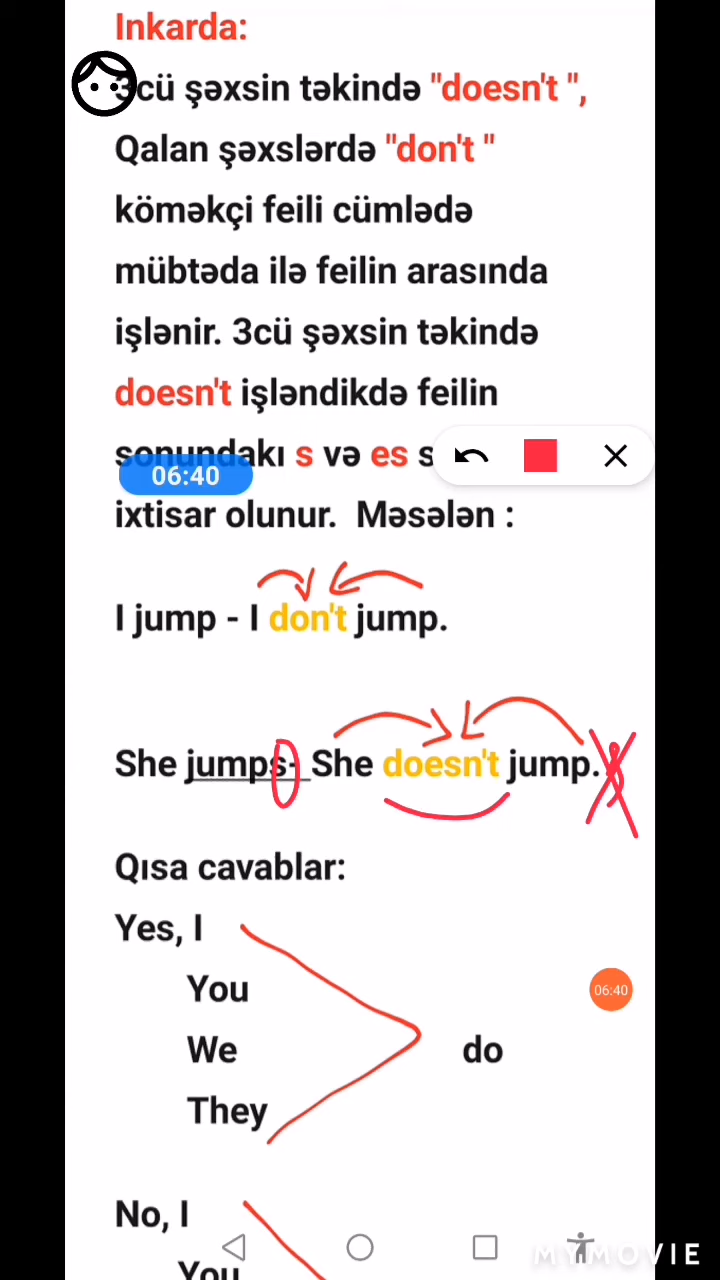 Inkarda:
3cü şəxsin təkində "doesn't ",
Qalan şəxslərdə "don't "
köməkçi feili cümlədə
mübtəda ilə feilin arasında
işlənir. 3cü şəxsin təkində
doesn't işləndikdə feilin
sonundakı s və es s
06:40
ixtisar olunur. Məsələn :
I jump - I don't jump.
She jumps- She doesn't jump.
Qısa cavablar:
Yes, I
You
06:40
We do
They
No, I
You
MYMOVIE